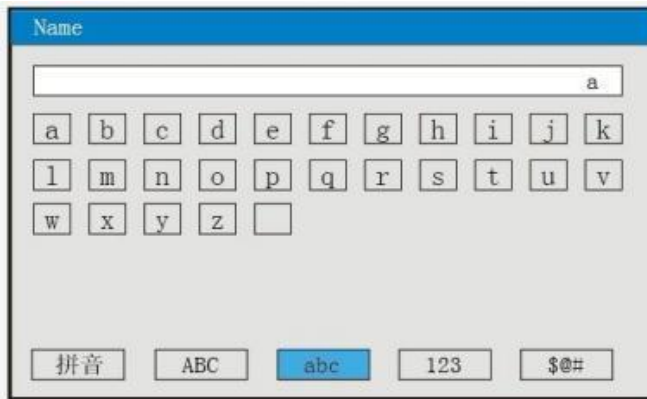 Name
a
a b c d e f g h i j k
l m n o p q r s t u v
w x y z
拼音 ABC abc 123 $@#